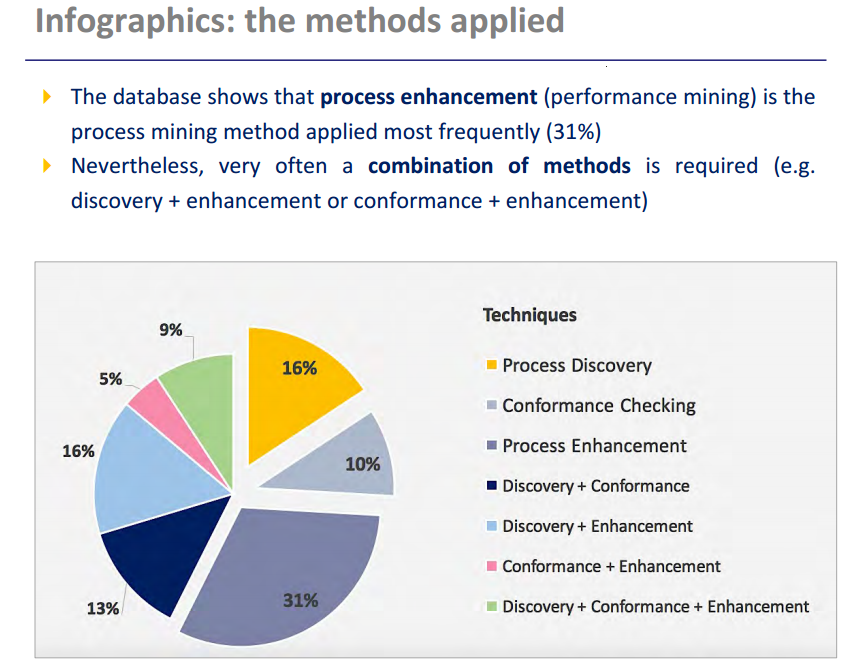 Infographics: the methods applied
The database shows that process enhancement (performance mining) is the
process mining method applied most frequently (31%)
Nevertheless, very often a combination of methods is required (e.g.
discovery + enhancement or conformance + enhancement)
9%
5%
16%
13%
16%
10%
31%
Techniques
Process Discovery
Conformance Checking
Process Enhancement
Discovery + Conformance
Discovery + Enhancement
Conformance + Enhancement
Discovery + Conformance + Enhancement